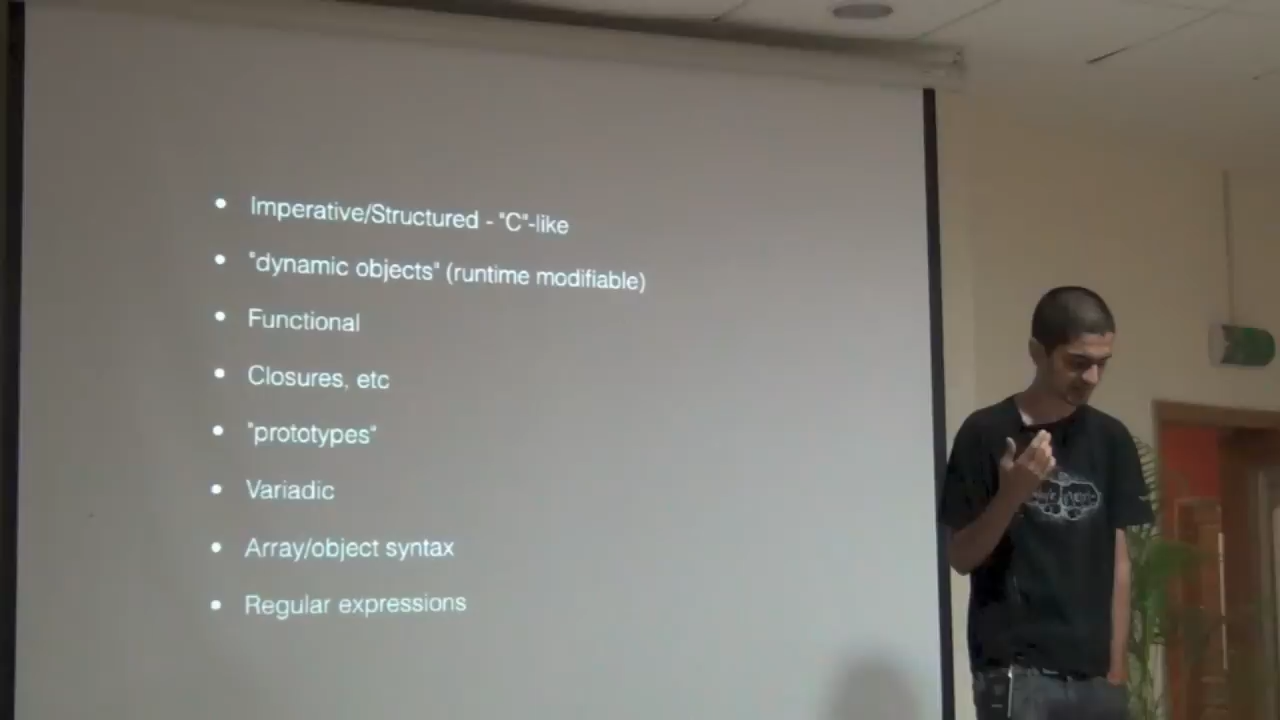 • Imperative/Structured - "C"-like
• "dynamic objects" (runtime modifiable)
• Functional
• Closures, etc
• "prototypes"
• Variadic
• Array/object syntax
• Regular expressions